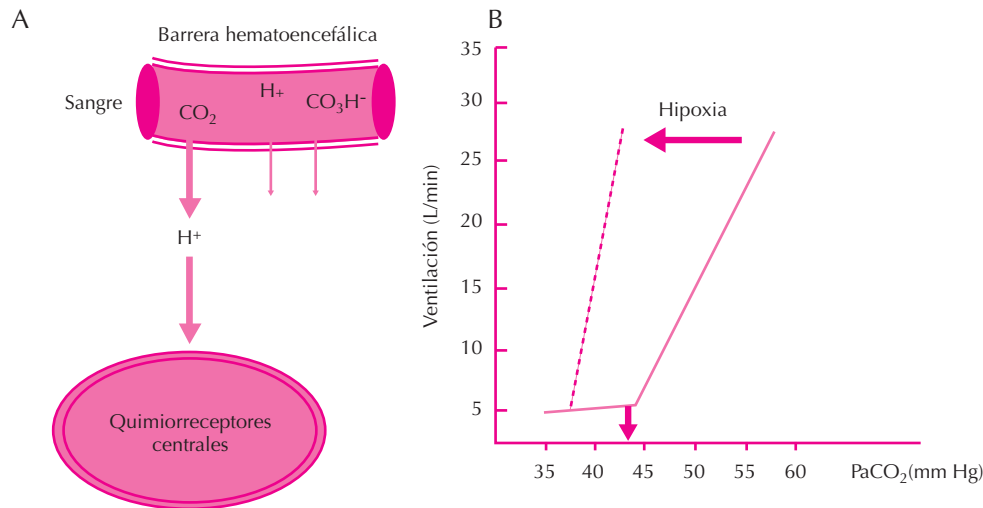 A
Barrera hematoencefálica
Sangre
CO₂
H+
CO₃H-
H⁺
Quimiorreceptores
centrales
B
Ventilación (L/min)
35
30
25
20
15
10
5
Hipoxia
35
40
45
55
60
PaCO₂(mm Hg)